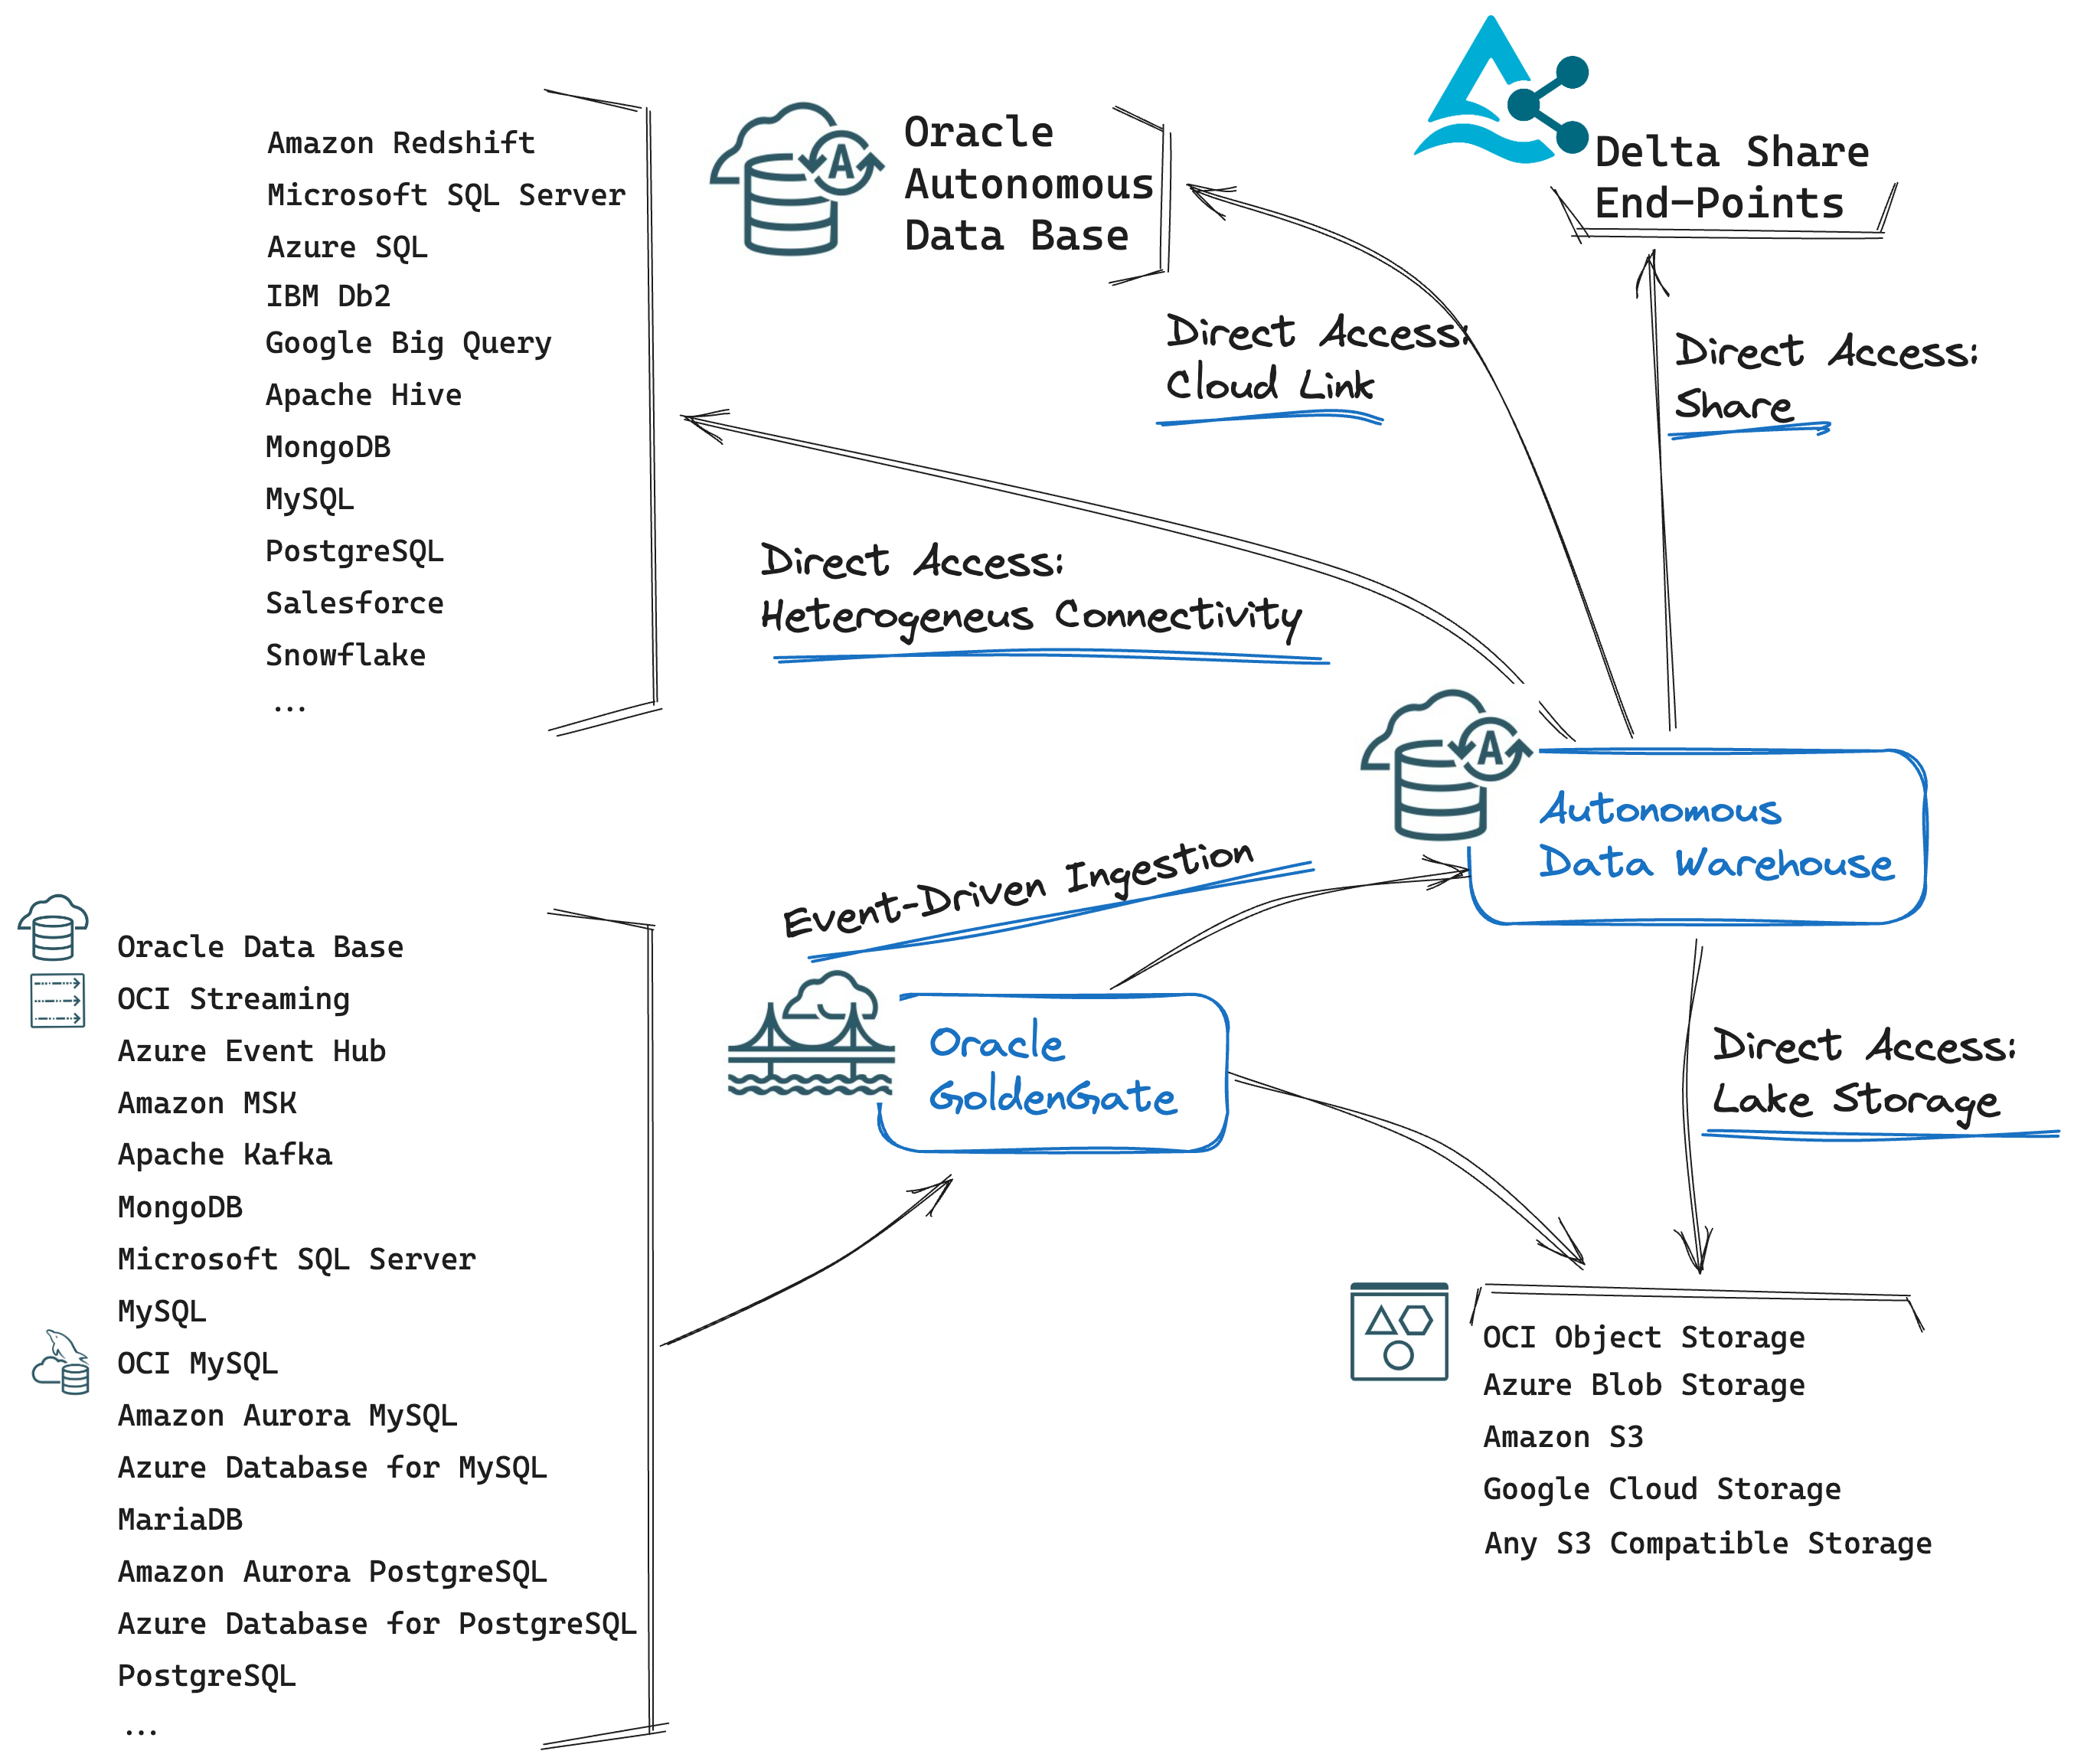 Amazon Redshift
Microsoft SQL Server
Azure SQL
IBM Db2
Google Big Query
Apache Hive
MongoDB
MySQL
PostgreSQL
Salesforce
Snowflake
...
A
Oracle
Autonomous
Data Base
Delta Share
End-Points
Direct Access:
Cloud Link
Direct Access:
Share
Direct Access:
Heterogeneus Connectivity
A
Autonomous
Data Warehouse
Event-Driven Ingestion
Oracle
GoldenGate
Direct Access:
Lake Storage
Oracle Data Base
OCI Streaming
Azure Event Hub
Amazon MSK
Apache Kafka
MongoDB
Microsoft SQL Server
MySQL
OCI MySQL
Amazon Aurora MySQL
Azure Database for MySQL
MariaDB
Amazon Aurora PostgreSQL
Azure Database for PostgreSQL
PostgreSQL
...
OCI Object Storage
Azure Blob Storage
Amazon S3
Google Cloud Storage
Any S3 Compatible Storage